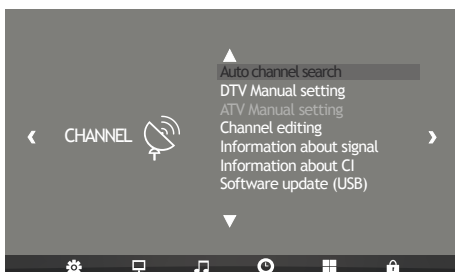 CHANNEL
Auto channel search
DTV Manual setting
ATV Manual setting
Channel editing
Information about signal
Information about CI
Software update (USB)